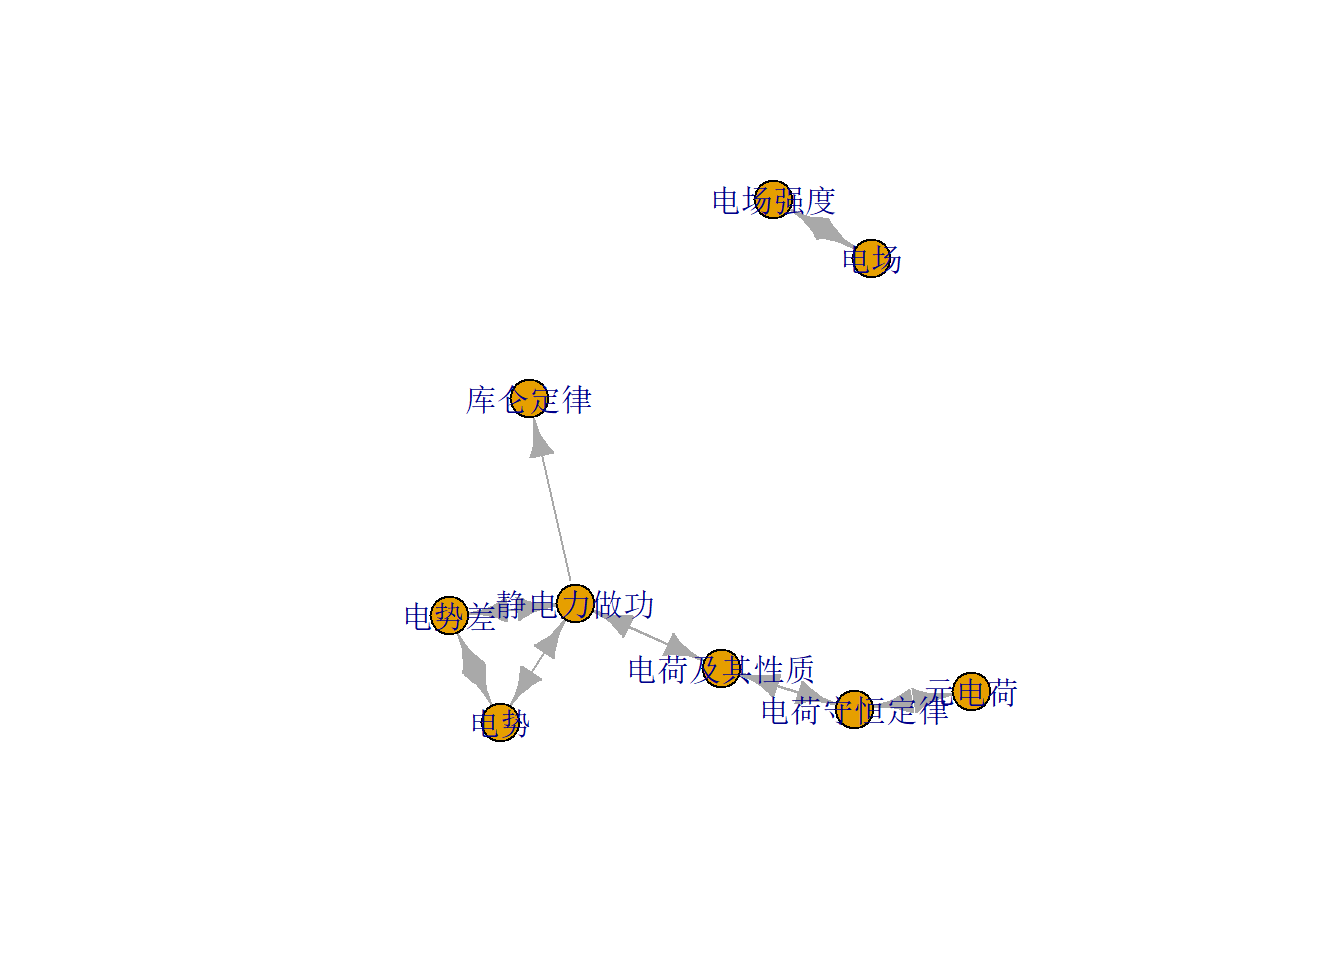 电场强度
电场
库仑定律
静电力做功
电势差
电荷及其性质
元电荷
电荷守恒定律
电势